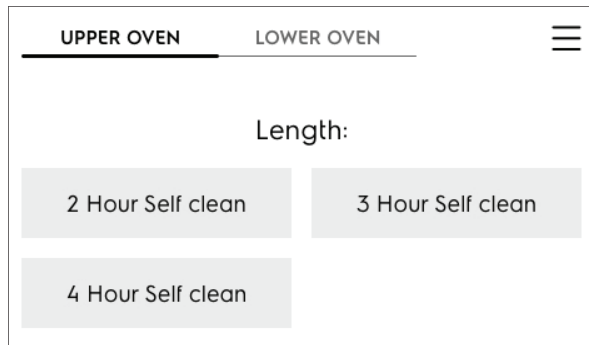 UPPER OVEN LOWER OVEN
Length:
2 Hour Self clean 3 Hour Self clean
4 Hour Self clean